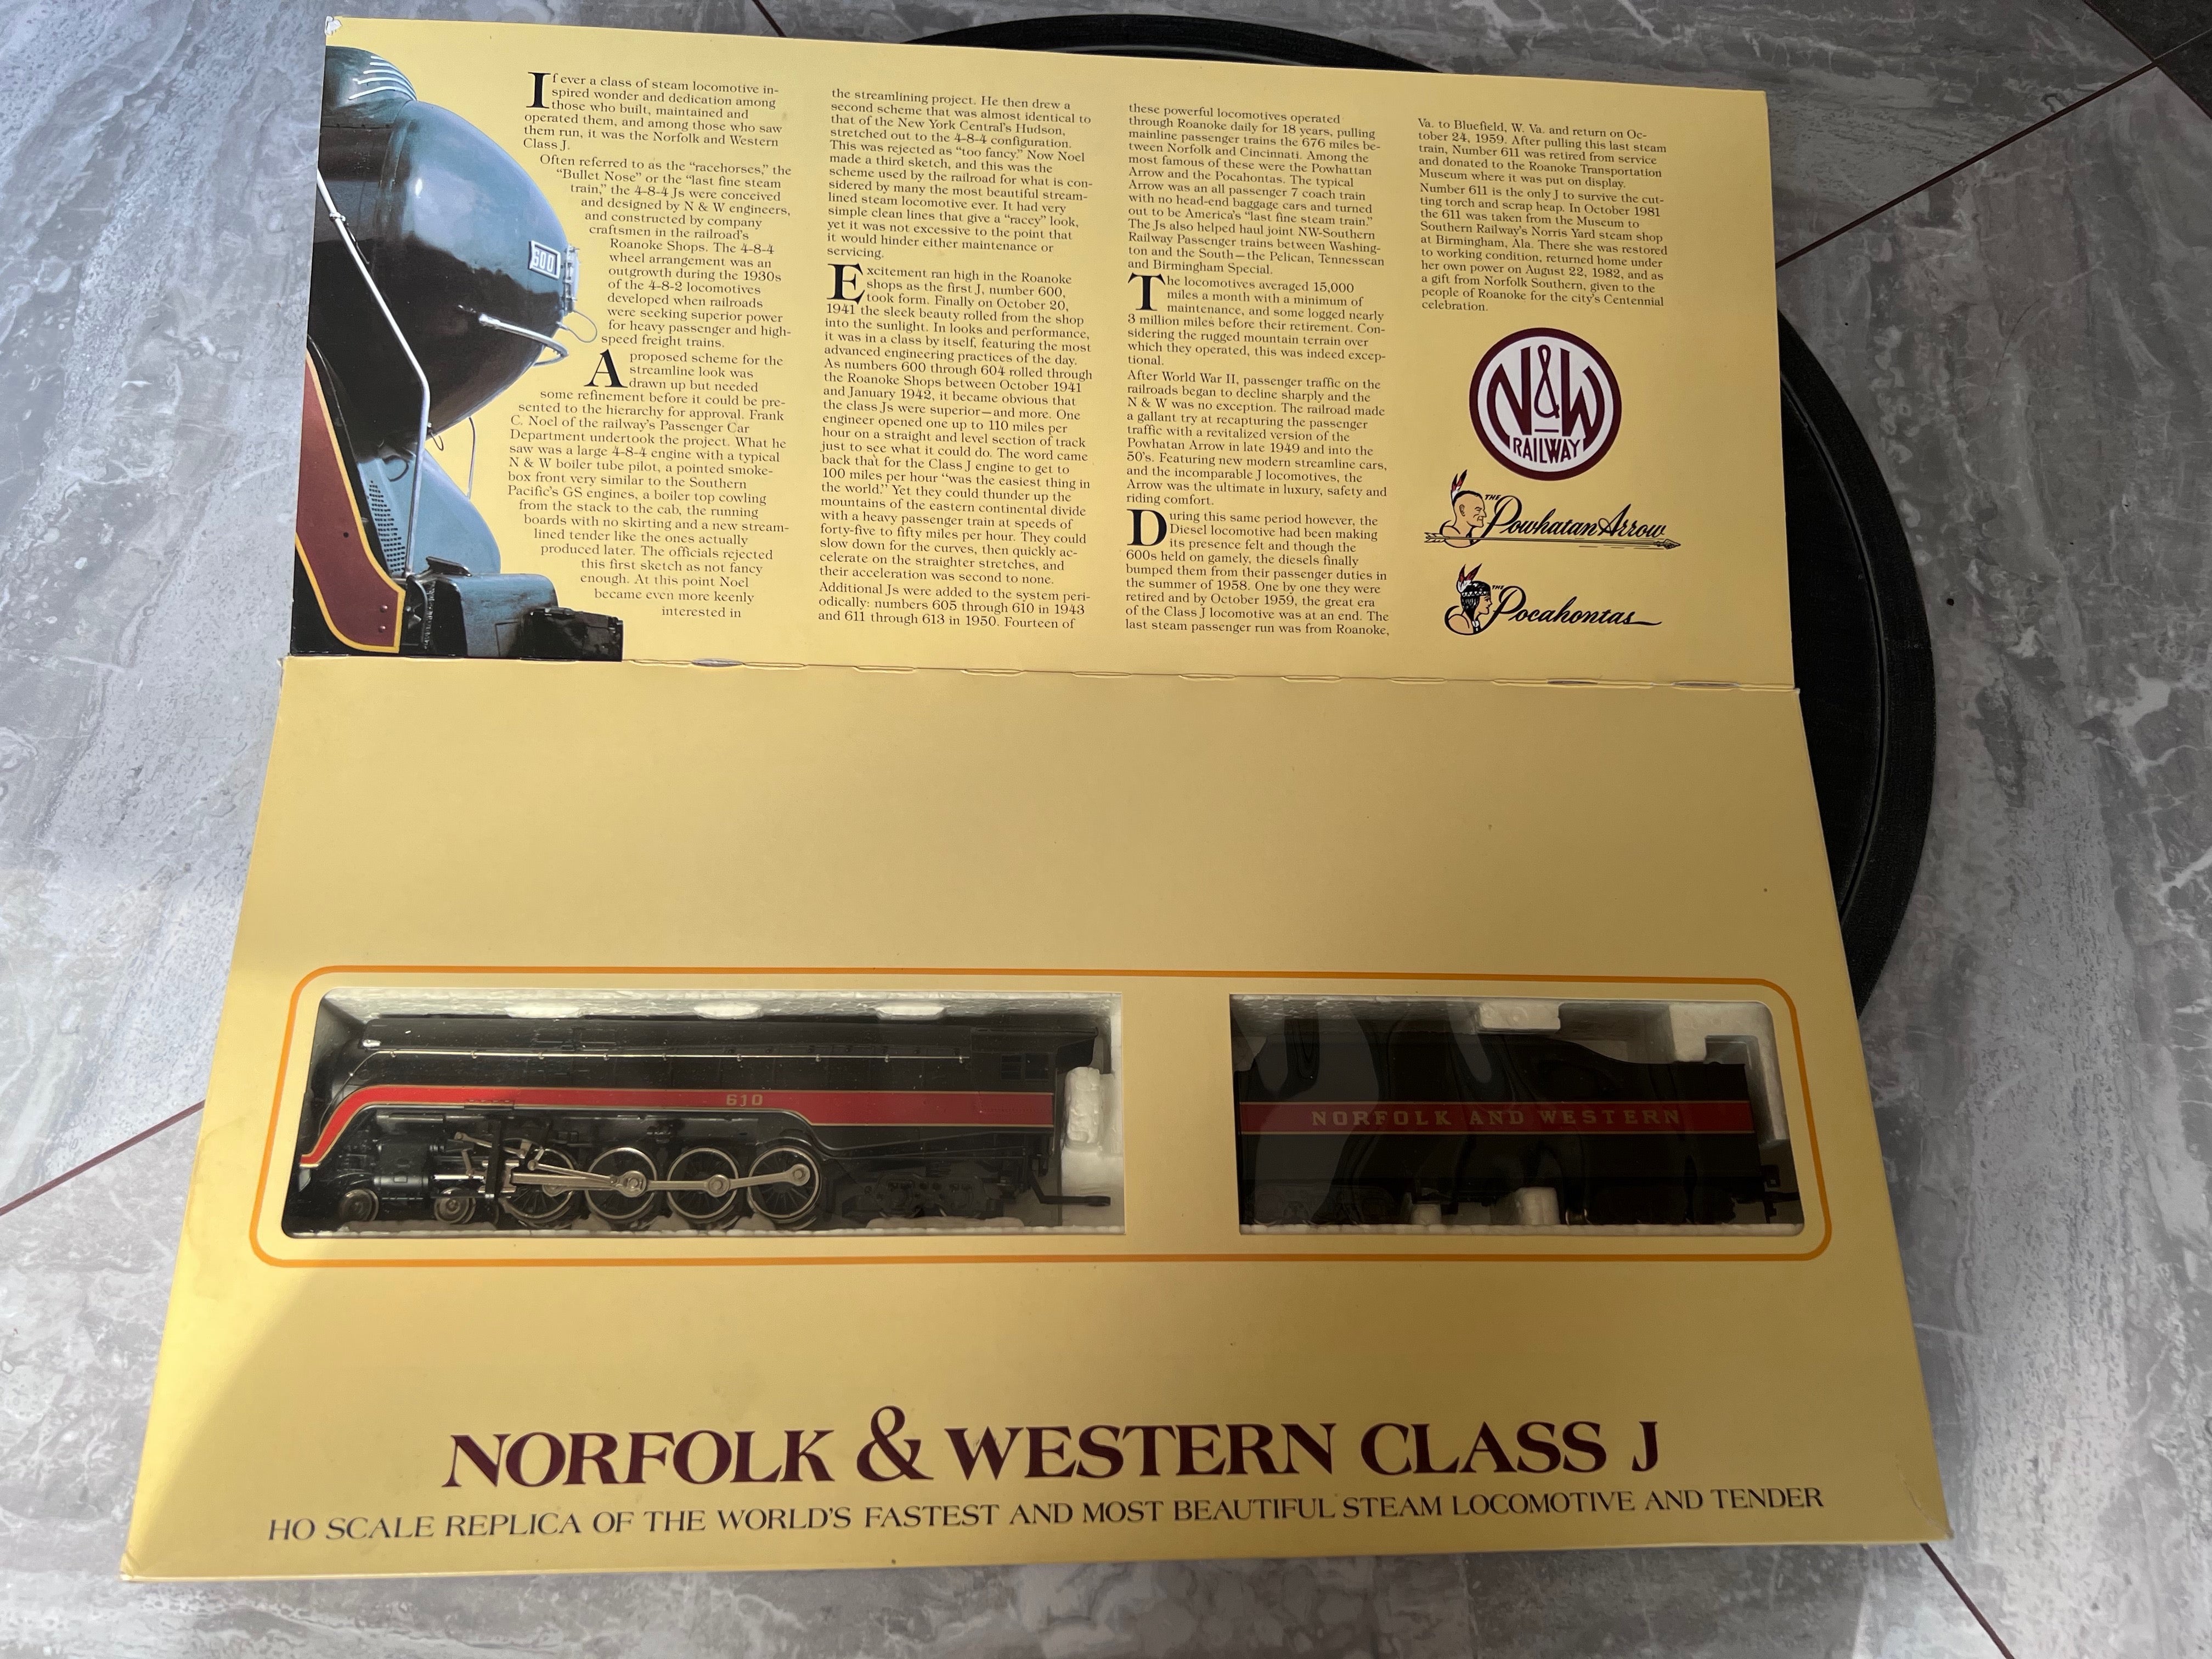 If ever a class of steam locomotive in-
spired wonder and dedication among
those who built, maintained and
operated them, and among those who saw
them run, it was the Norfolk and Western
Class J.
Often referred to as the “racehorses,” the
“Bullet Nose” or the “last fine steam
train,” the 4-8-4 Js were conceived
and designed by N & W engineers,
and constructed by company
craftsmen in the railroad's
Roanoke Shops. The 4-8-4
wheel arrangement was an
outgrowth during the 1930s
of the 4-8-2 locomotives
developed when railroads
were seeking superior power
for heavy passenger and high-
speed freight trains.
A proposed scheme for the
streamline look was
drawn up but needed
some refinement before it could be pre-
sented to the hierarchy for approval. Frank
C. Noel of the railway's Passenger Car
Department undertook the project. What he
saw was a large 4-8-4 engine with a typical
N & W boiler tube pilot, a pointed smoke-
box front very similar to the Southern
Pacific's GS engines, a boiler top cowling
from the stack to the cab, the running
boards with no skirting and a new stream-
lined tender like the ones actually
produced later. The officials rejected
this first sketch as not fancy
enough. At this point Noel
became even more keenly
interested in
the streamlining project. He then drew a
second scheme that was almost identical to
that of the New York Central's Hudson,
stretched out to the 4-8-4 configuration.
This was rejected as “too fancy.” Now Noel
made a third sketch, and this was the
scheme used by the railroad for what is con-
sidered by many the most beautiful stream-
lined steam locomotive ever. It had very
simple clean lines that give a “racey” look,
yet it was not excessive to the point that
it would hinder either maintenance or
servicing.
Excitement ran high in the Roanoke
shops as the first J, number 600,
took form. Finally on October 20,
1941 the sleek beauty rolled from the shop
into the sunlight. In looks and performance,
it was in a class by itself, featuring the most
advanced engineering practices of the day.
As numbers 600 through 604 rolled through
the Roanoke Shops between October 1941
and January 1942, it became obvious that
the class Js were superior—and more. One
engineer opened one up to 110 miles per
hour on a straight and level section of track
just to see what it could do. The word came
back that for the Class J engine to get to
100 miles per hour “was the easiest thing in
the world.” Yet they could thunder up the
mountains of the eastern continental divide
with a heavy passenger train at speeds of
forty-five to fifty miles per hour. They could
slow down for the curves, then quickly ac-
celerate on the straighter stretches, and
their acceleration was second to none.
Additional Js were added to the system peri-
odically: numbers 605 through 610 in 1943
and 611 through 613 in 1950. Fourteen of
these powerful locomotives operated
through Roanoke daily for 18 years, pulling
mainline passenger trains the 676 miles be-
tween Norfolk and Cincinnati. Among the
most famous of these were the Powhattan
Arrow and the Pocahontas. The typical
Arrow was an all passenger 7 coach train
with no head-end baggage cars and turned
out to be America's “last fine steam train.”
The Js also helped haul joint NW-Southern
Railway Passenger trains between Washing-
ton and the South—the Pelican, Tennessean
and Birmingham Special.
The locomotives averaged 15,000
miles a month with a minimum of
maintenance, and some logged nearly
3 million miles before their retirement. Con-
sidering the rugged mountain terrain over
which they operated, this was indeed excep-
tional.
After World War II, passenger traffic on the
railroads began to decline sharply and the
N & W was no exception. The railroad made
a gallant try at recapturing the passenger
traffic with a revitalized version of the
Powhatan Arrow in late 1949 and into the
50's. Featuring new modern streamline cars,
and the incomparable J locomotives, the
Arrow was the ultimate in luxury, safety and
riding comfort.
During this same period however, the
Diesel locomotive had been making
its presence felt and though the
600s held on gamely, the diesels finally
bumped them from their passenger duties in
the summer of 1958. One by one they were
retired and by October 1959, the great era
of the Class J locomotive was at an end. The
last steam passenger run was from Roanoke,
Va. to Bluefield, W. Va. and return on Oc-
tober 24, 1959. After pulling this last steam
train, Number 611 was retired from service
and donated to the Roanoke Transportation
Museum where it was put on display.
Number 611 is the only J to survive the cut-
ting torch and scrap heap. In October 1981
the 611 was taken from the Museum to
Southern Railway's Norris Yard steam shop
at Birmingham, Ala. There she was restored
to working condition, returned home under
her own power on August 22, 1982, and as
a gift from Norfolk Southern, given to the
people of Roanoke for the city's Centennial
celebration.
600
N&W
RAILWAY
THE Powhatan Arrow
THE Pocahontas
610
NORFOLK AND WESTERN
NORFOLK & WESTERN CLASS J
HO SCALE REPLICA OF THE WORLD'S FASTEST AND MOST BEAUTIFUL STEAM LOCOMOTIVE AND TENDER